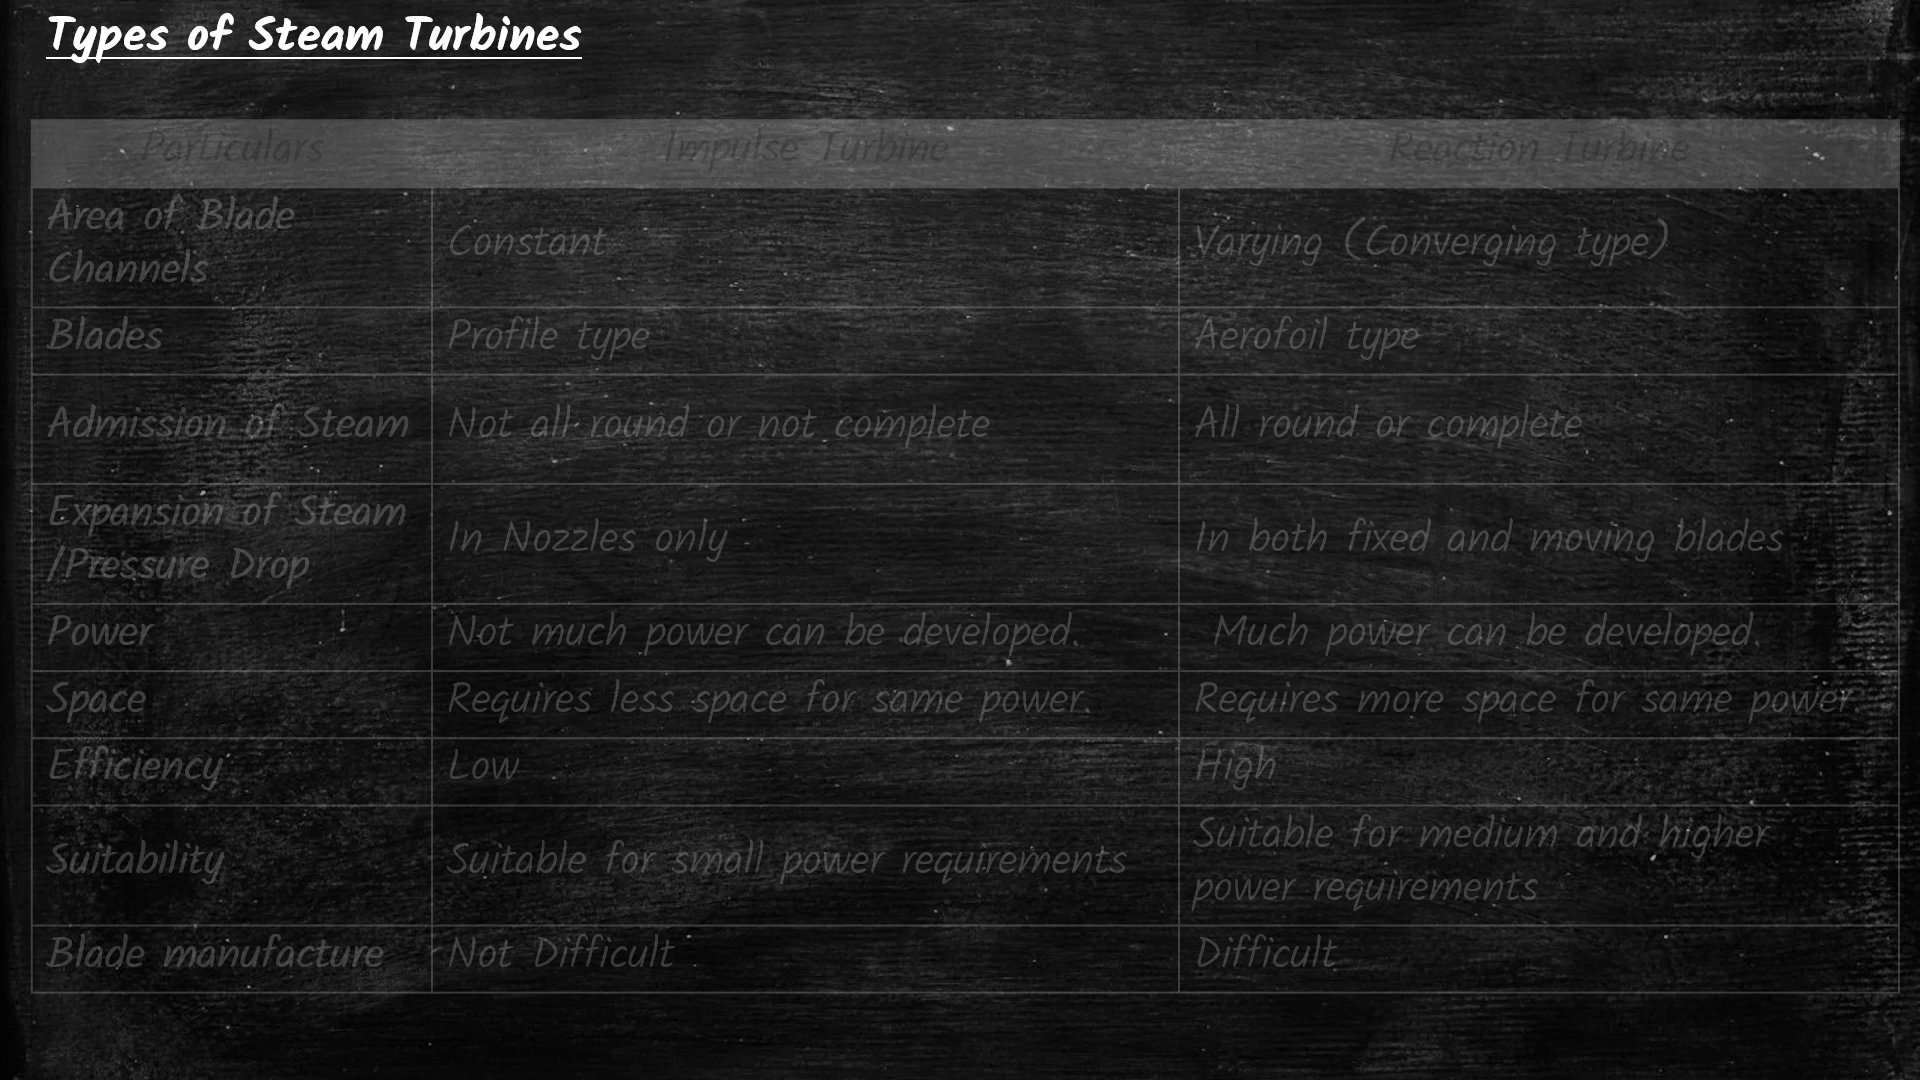 Types of Steam Turbines
Particulars Impulse Turbine Reaction Turbine
Area of Blade
Channels
Constant
Varying (Converging type)
Blades Profile type Aerofoil type
Admission of Steam Not all round or not complete All round or complete
Expansion of Steam
/Pressure Drop
In Nozzles only
In both fixed and moving blades
Power Not much power can be developed. Much power can be developed.
Space Requires less space for same power. Requires more space for same power.
Efficiency Low High
Suitability
Suitable for small power requirements
Suitable for medium and higher
power requirements
Blade manufacture Not Difficult Difficult